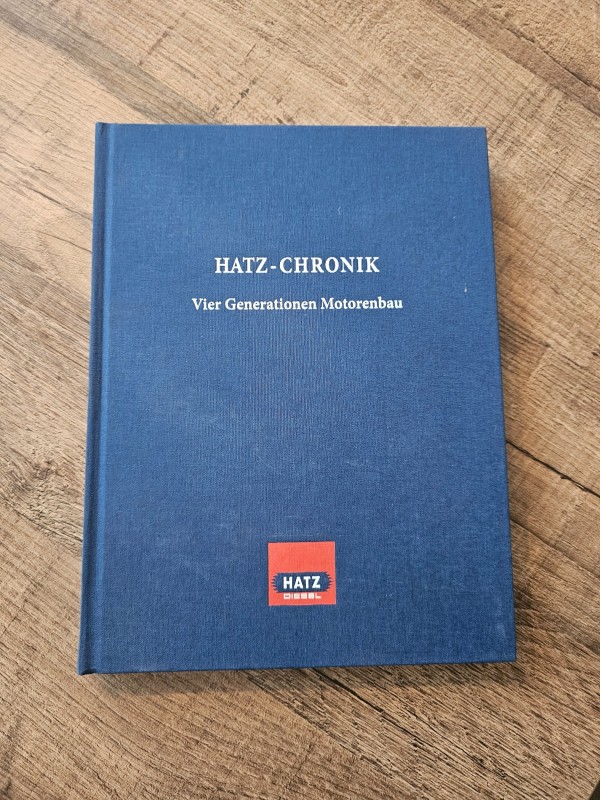 HATZ-CHRONIK
Vier Generationen Motorenbau
HATZ
DIESEL